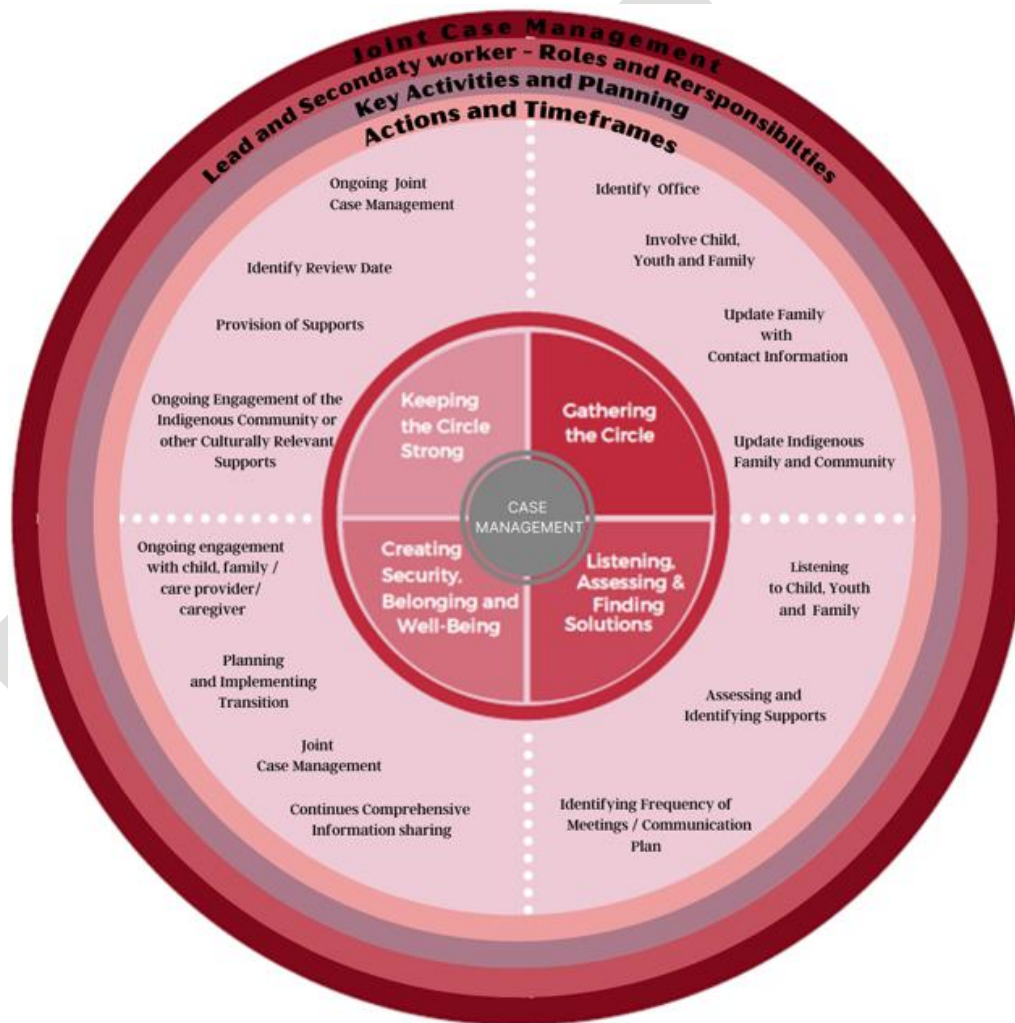 Joint Case Management
Lead and Secondaty worker - Roles and Rersponsibilties
Key Activities and Planning
Actions and Timeframes
Identify Office
Involve Child,
Youth and Family
Update Family
with
Contact Information
Update Indigenous
Family and Community
Listening
to Child, Youth
and Family
Assessing and
Identifying Supports
Identifying Frequency of
Meetings / Communication
Plan
Ongoing Joint
Case Management
Identify Review Date
Provision of Supports
Ongoing Engagement of the
Indigenous Community or
other Culturally Relevant
Supports
Ongoing engagement
with child, family /
care provider/
caregiver
Planning
and Implementing
Transition
Joint
Case Management
Continues Comprehensive
Information sharing
Keeping
the Circle
Strong
Gathering
the Circle
CASE
MANAGEMENT
Creating
Security,
Belonging and
Well-Being
Listening,
Assessing &
Finding
Solutions